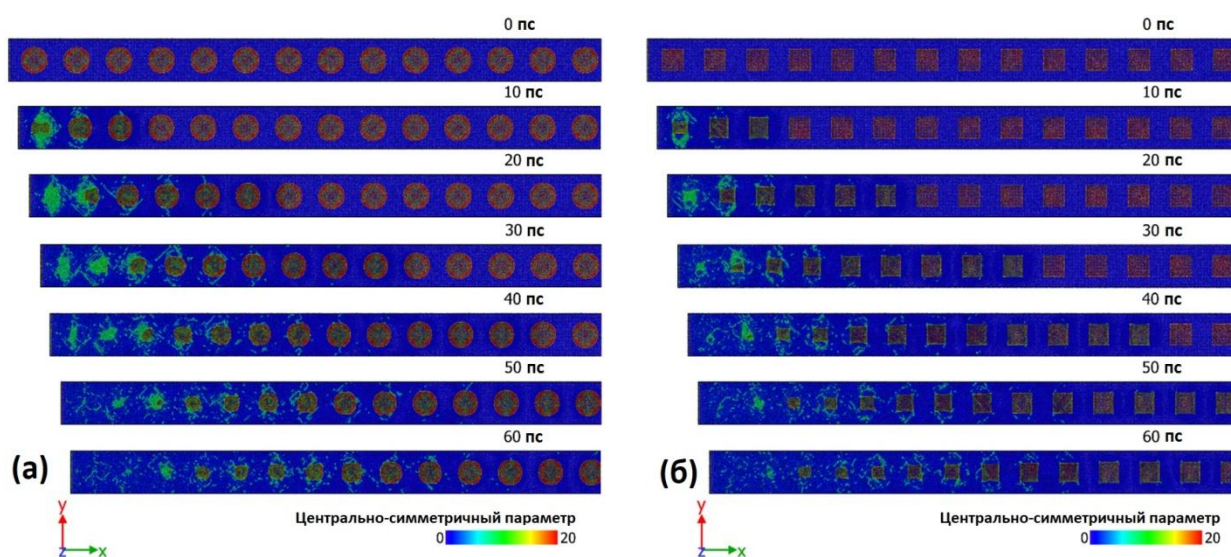 0 пс
10 пс
20 пс
30 пс
40 пс
50 пс
60 пс
(а)
y
z x
Центрально-симметричный параметр
0 20
0 пс
10 пс
20 пс
30 пс
40 пс
50 пс
60 пс
(б)
y
z x
Центрально-симметричный параметр
0 20